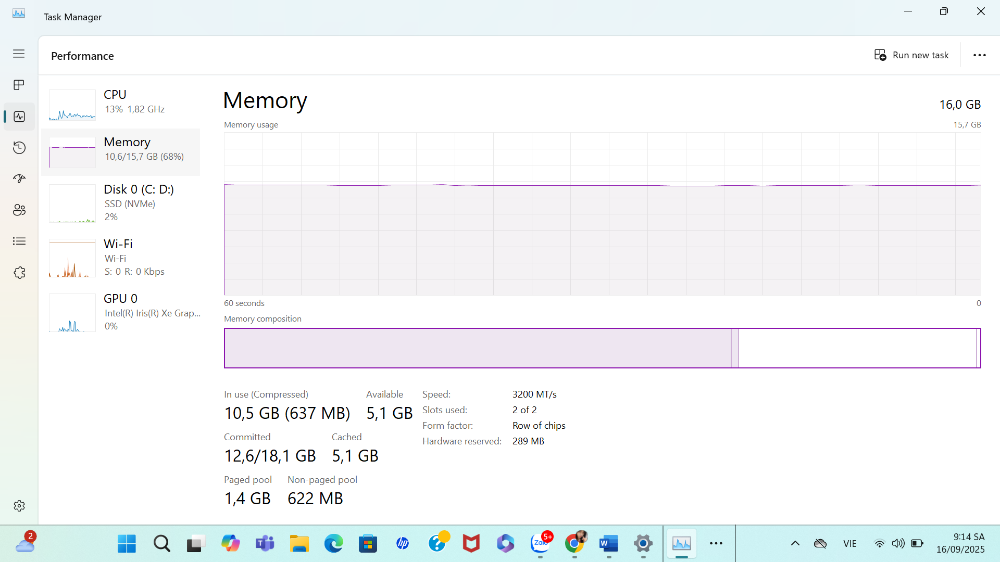 Task Manager
Performance
Run new task
CPU
13% 1,82 GHz
Memory
10,6/15,7 GB (68%)
Disk 0 (C: D:)
SSD (NVMe)
2%
Wi-Fi
Wi-Fi
S: 0 R: 0 Kbps
GPU 0
Intel(R) Iris(R) Xe Grap...
0%
Memory
16,0 GB
Memory usage
15,7 GB
60 seconds
0
Memory composition
In use (Compressed)
10,5 GB (637 MB)
Available
5,1 GB
Committed
12,6/18,1 GB
Cached
5,1 GB
Paged pool
1,4 GB
Non-paged pool
622 MB
Speed: 3200 MT/s
Slots used: 2 of 2
Form factor: Row of chips
Hardware reserved: 289 MB
2
T
hp
?
Zalo
5+
W
VIE
9:14 SA
16/09/2025